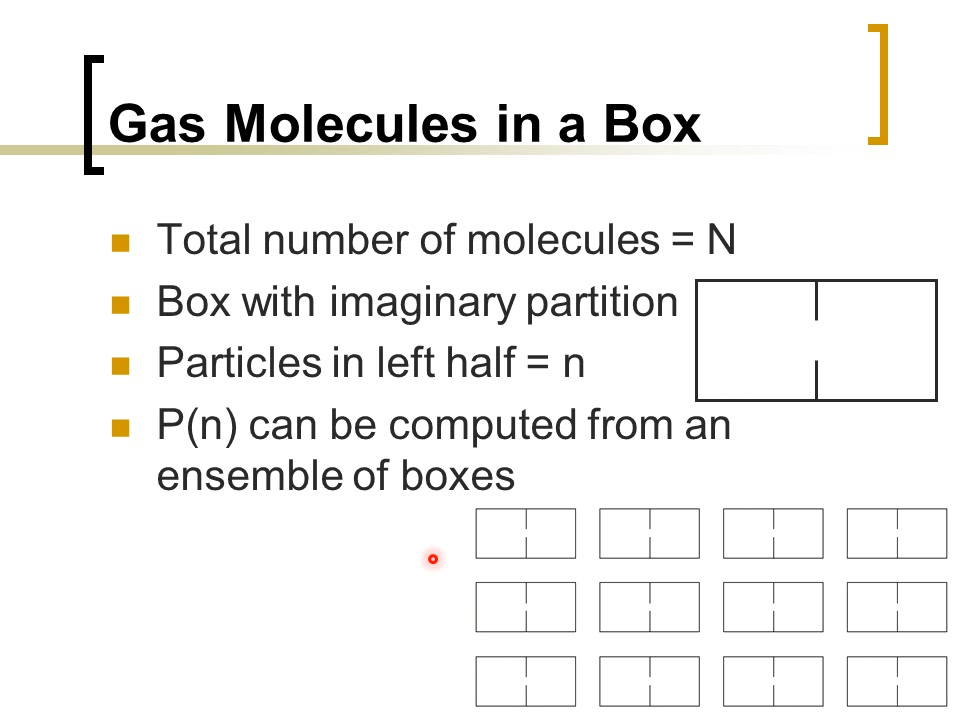 Gas Molecules in a Box
Total number of molecules = N
Box with imaginary partition
Particles in left half = n
P(n) can be computed from an
ensemble of boxes